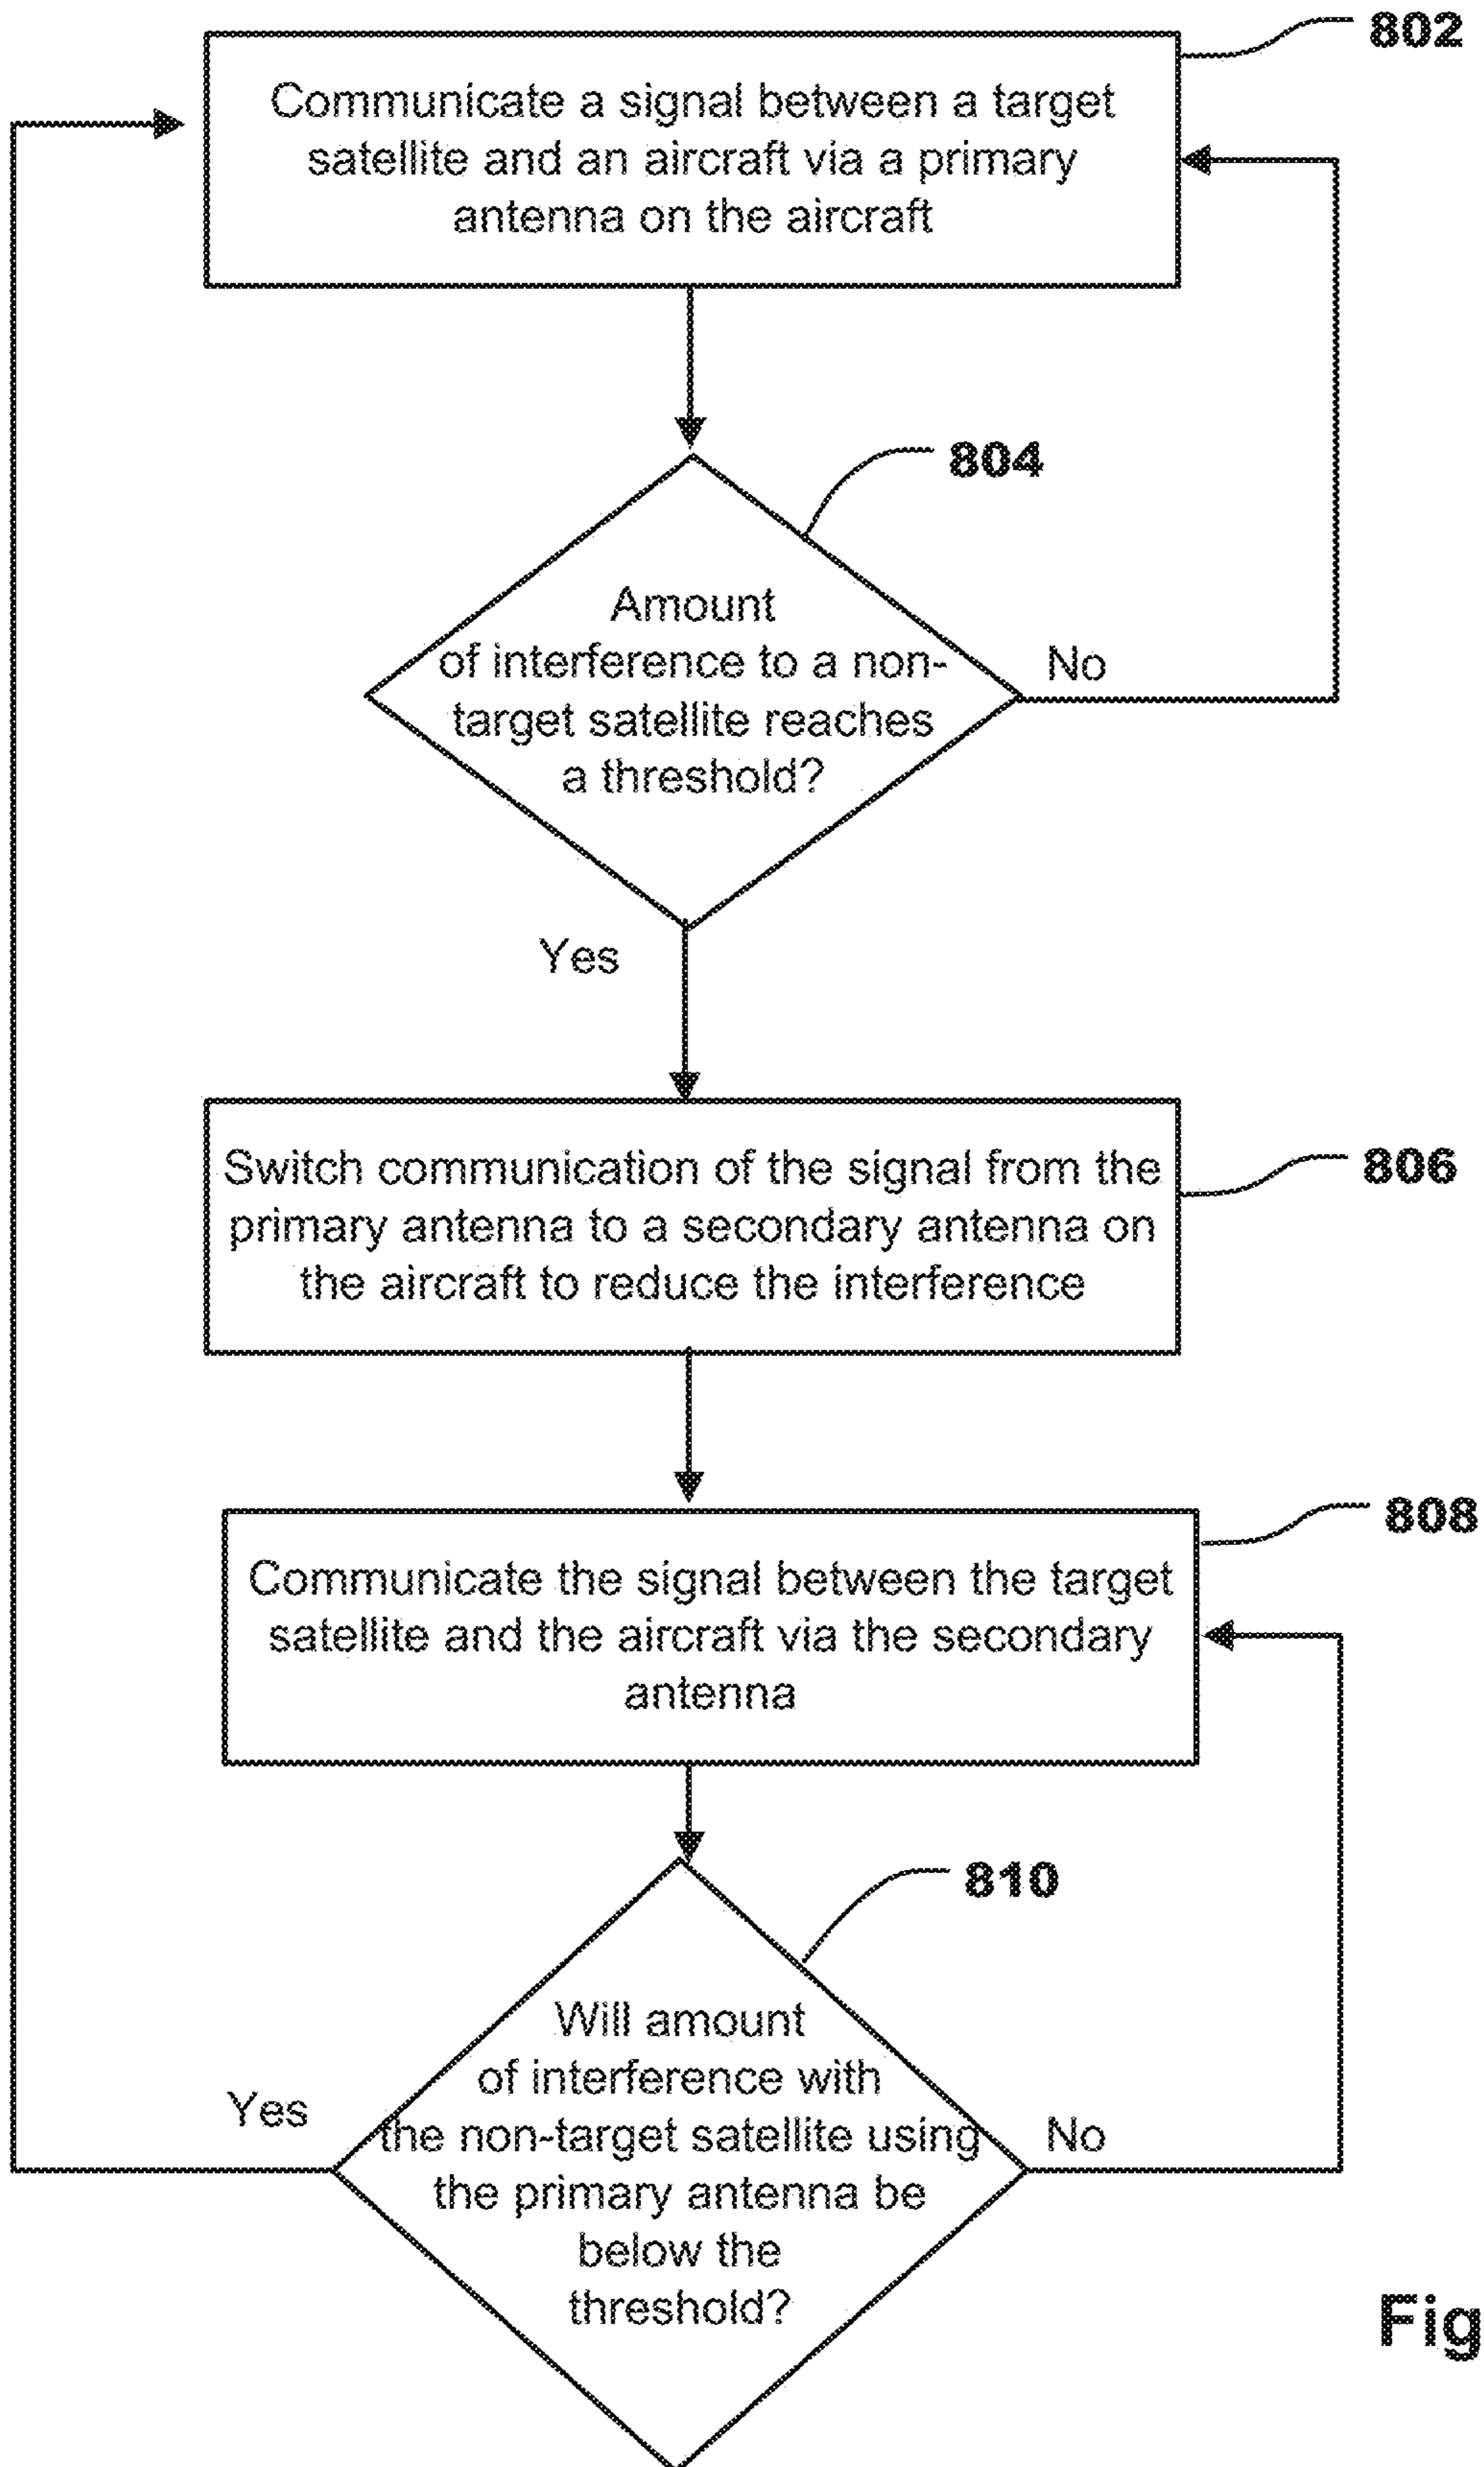 802
Communicate a signal between a target
satellite and an aircraft via a primary
antenna on the aircraft
804
Amount
of interference to a non-
target satellite reaches
a threshold?
No
Yes
806
Switch communication of the signal from the
primary antenna to a secondary antenna on
the aircraft to reduce the interference
808
Communicate the signal between the target
satellite and the aircraft via the secondary
antenna
810
Will amount
of interference with
the non-target satellite using
the primary antenna be
below the
threshold?
Yes
No
Fig